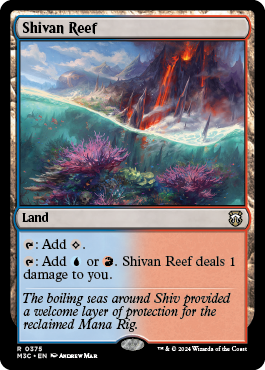 Shivan Reef
Land
: Add .
: Add or . Shivan Reef deals 1
damage to you.
The boiling seas around Shiv provided
a welcome layer of protection for the
reclaimed Mana Rig.
R 0375
M3C • EN Andrew Mar
™ & © 2024 Wizards of the Coast